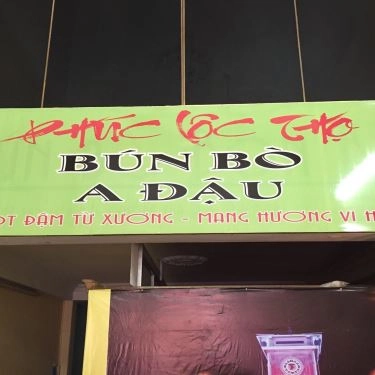 PHÚC LỘC THỌ
BÚN BÒ
A ĐẬU
ĐẬM TỪ XƯƠNG - MANG HƯƠNG VỊ